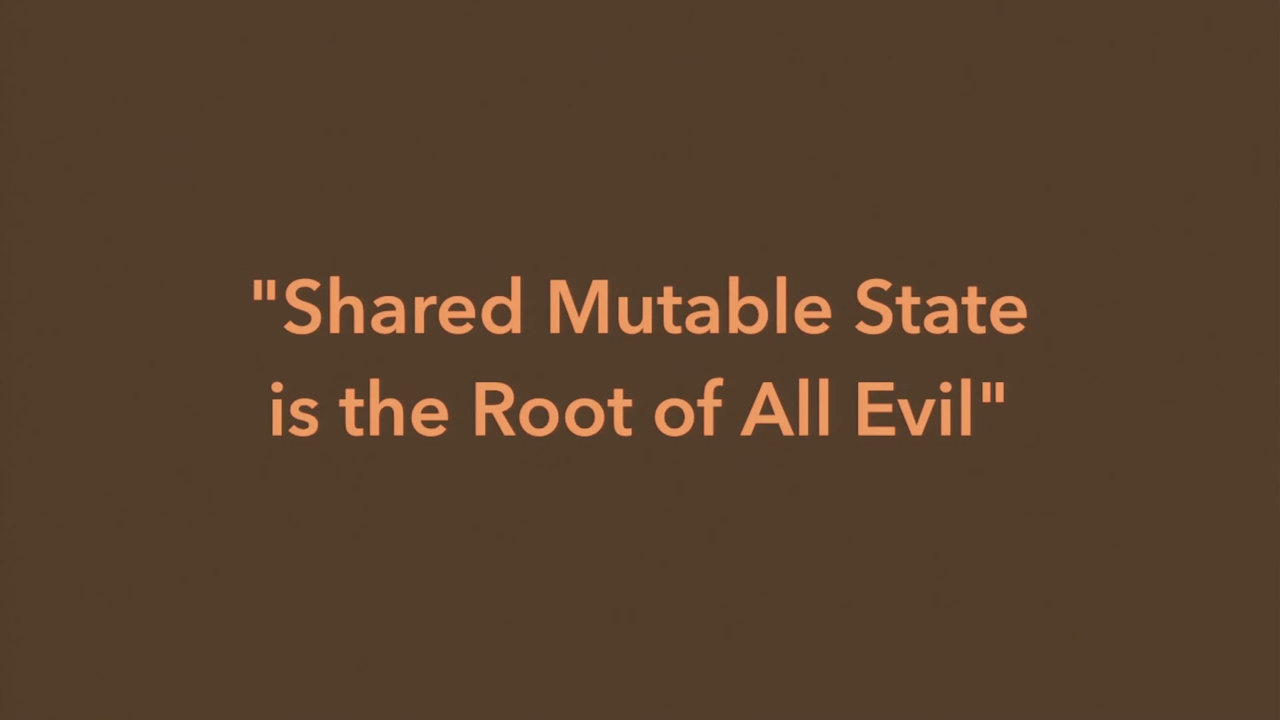 "Shared Mutable State
is the Root of All Evil"